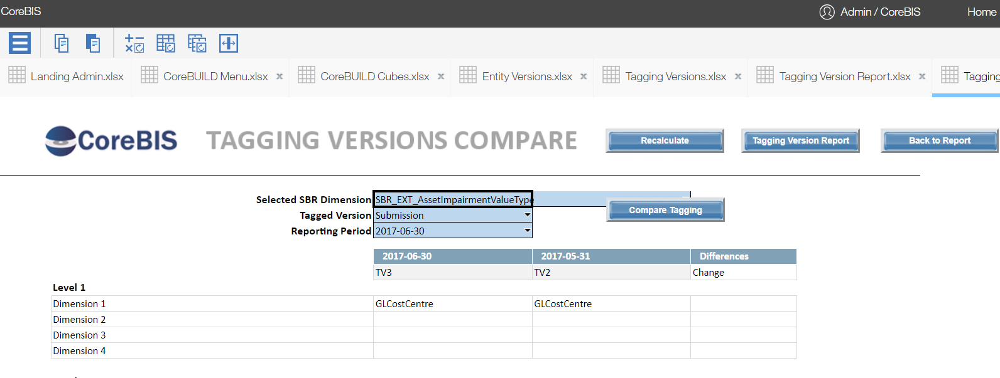 CoreBIS
Admin / CoreBIS
Home
Landing Admin.xlsx
CoreBUILD Menu.xlsx
CoreBUILD Cubes.xlsx
Entity Versions.xlsx
Tagging Versions.xlsx
Tagging Version Report.xlsx
Tagging
CoreBIS
TAGGING VERSIONS COMPARE
Recalculate
Tagging Version Report
Back to Report
Selected SBR Dimension
SBR_EXT_AssetImpairmentValueType
Compare Tagging
Tagged Version
Submission
Reporting Period
2017-06-30
2017-06-30
2017-05-31
Differences
TV3
TV2
Change
Level 1
Dimension 1
GLCostCentre
GLCostCentre
Dimension 2
Dimension 3
Dimension 4